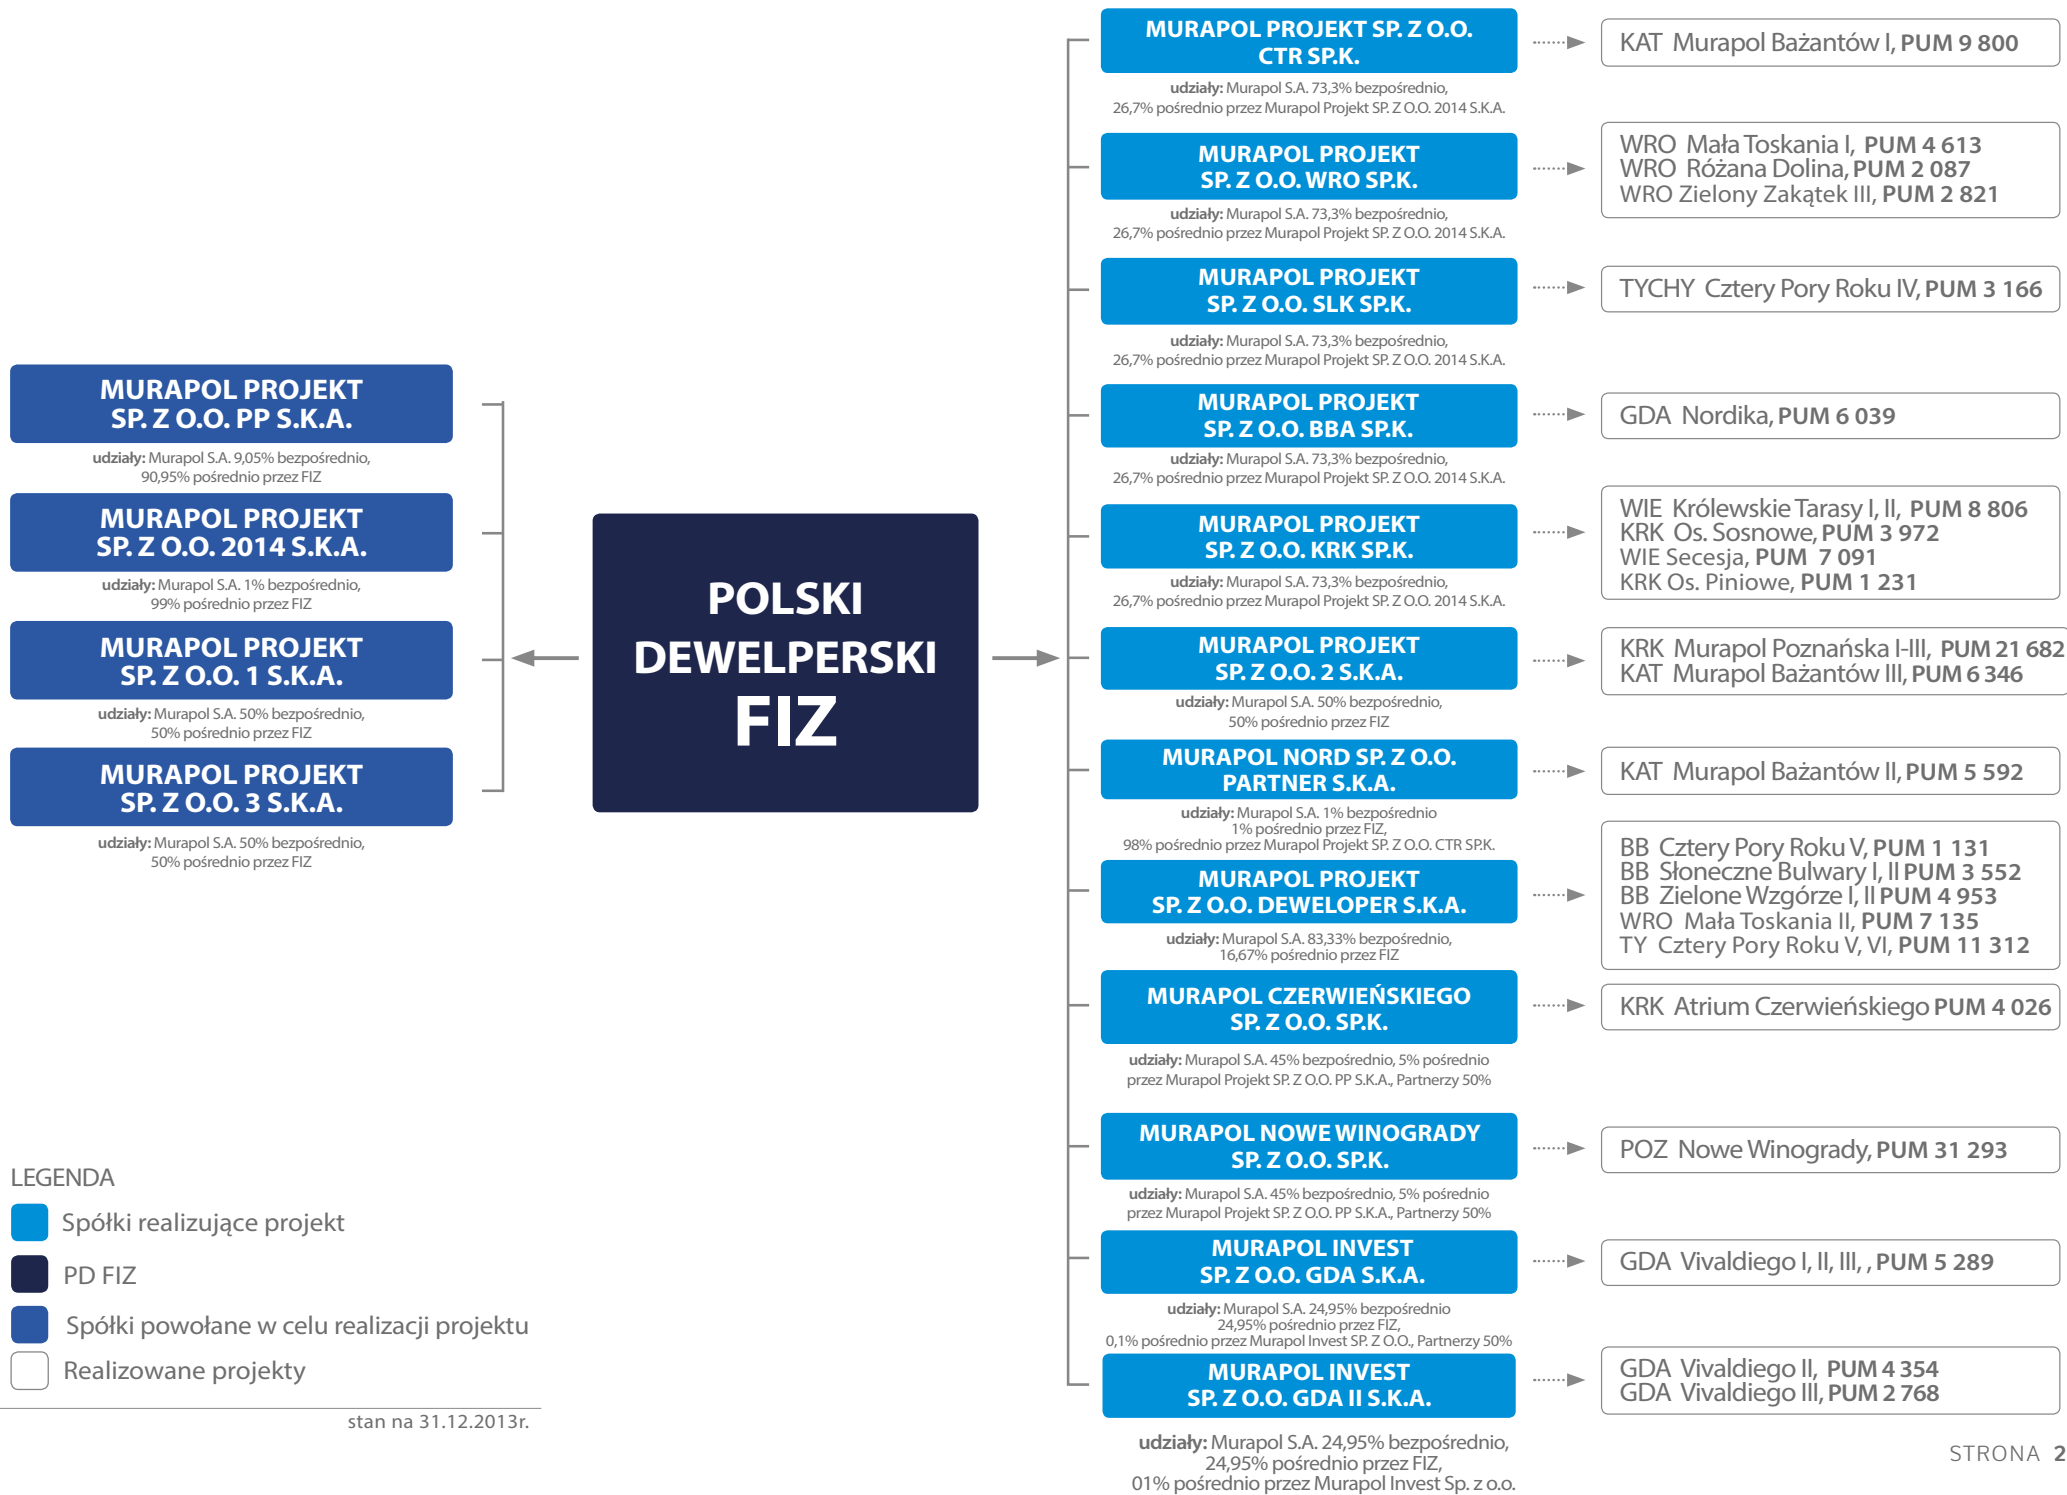 MURAPOL PROJEKT
SP. Z O.O. PP S.K.A.
udziały: Murapol S.A. 9,05% bezpośrednio,
90,95% pośrednio przez FIZ
MURAPOL PROJEKT
SP. Z O.O. 2014 S.K.A.
udziały: Murapol S.A. 1% bezpośrednio,
99% pośrednio przez FIZ
MURAPOL PROJEKT
SP. Z O.O. 1 S.K.A.
udziały: Murapol S.A. 50% bezpośrednio,
50% pośrednio przez FIZ
MURAPOL PROJEKT
SP. Z O.O. 3 S.K.A.
udziały: Murapol S.A. 50% bezpośrednio,
50% pośrednio przez FIZ
POLSKI
DEWELPERSKI
FIZ
MURAPOL PROJEKT SP. Z O.O.
CTR SP.K.
udziały: Murapol S.A. 73,3% bezpośrednio,
26,7% pośrednio przez Murapol Projekt SP. Z O.O. 2014 S.K.A.
KAT Murapol Bażantów I, PUM 9 800
MURAPOL PROJEKT
SP. Z O.O. WRO SP.K.
udziały: Murapol S.A. 73,3% bezpośrednio,
26,7% pośrednio przez Murapol Projekt SP. Z O.O. 2014 S.K.A.
WRO Mała Toskania I, PUM 4 613
WRO Różana Dolina, PUM 2 087
WRO Zielony Zakątek III, PUM 2 821
MURAPOL PROJEKT
SP. Z O.O. SLK SP.K.
udziały: Murapol S.A. 73,3% bezpośrednio,
26,7% pośrednio przez Murapol Projekt SP. Z O.O. 2014 S.K.A.
TYCHY Cztery Pory Roku IV, PUM 3 166
MURAPOL PROJEKT
SP. Z O.O. BBA SP.K.
udziały: Murapol S.A. 73,3% bezpośrednio,
26,7% pośrednio przez Murapol Projekt SP. Z O.O. 2014 S.K.A.
GDA Nordika, PUM 6 039
MURAPOL PROJEKT
SP. Z O.O. KRK SP.K.
udziały: Murapol S.A. 73,3% bezpośrednio,
26,7% pośrednio przez Murapol Projekt SP. Z O.O. 2014 S.K.A.
WIE Królewskie Tarasy I, II, PUM 8 806
KRK Os. Sosnowe, PUM 3 972
WIE Secesja, PUM 7 091
KRK Os. Piniowe, PUM 1 231
MURAPOL PROJEKT
SP. Z O.O. 2 S.K.A.
udziały: Murapol S.A. 50% bezpośrednio,
50% pośrednio przez FIZ
KRK Murapol Poznańska I-III, PUM 21 682
KAT Murapol Bażantów III, PUM 6 346
MURAPOL NORD SP. Z O.O.
PARTNER S.K.A.
udziały: Murapol S.A. 1% bezpośrednio
1% pośrednio przez FIZ,
98% pośrednio przez Murapol Projekt SP. Z O.O. CTR SP.K.
KAT Murapol Bażantów II, PUM 5 592
MURAPOL PROJEKT
SP. Z O.O. DEWELOPER S.K.A.
udziały: Murapol S.A. 83,33% bezpośrednio,
16,67% pośrednio przez FIZ
BB Cztery Pory Roku V, PUM 1 131
BB Słoneczne Bulwary I, II PUM 3 552
BB Zielone Wzgórze I, II PUM 4 953
WRO Mała Toskania II, PUM 7 135
TY Cztery Pory Roku V, VI, PUM 11 312
MURAPOL CZERWIEŃSKIEGO
SP. Z O.O. SP.K.
udziały: Murapol S.A. 45% bezpośrednio, 5% pośrednio
przez Murapol Projekt SP. Z O.O. PP S.K.A., Partnerzy 50%
KRK Atrium Czerwieńskiego PUM 4 026
MURAPOL NOWE WINOGRADY
SP. Z O.O. SP.K.
udziały: Murapol S.A. 45% bezpośrednio, 5% pośrednio
przez Murapol Projekt SP. Z O.O. PP S.K.A., Partnerzy 50%
POZ Nowe Winogrady, PUM 31 293
MURAPOL INVEST
SP. Z O.O. GDA S.K.A.
udziały: Murapol S.A. 24,95% bezpośrednio
24,95% pośrednio przez FIZ,
0,1% pośrednio przez Murapol Invest SP. Z O.O., Partnerzy 50%
GDA Vivaldiego I, II, III, , PUM 5 289
MURAPOL INVEST
SP. Z O.O. GDA II S.K.A.
udziały: Murapol S.A. 24,95% bezpośrednio,
24,95% pośrednio przez FIZ,
01% pośrednio przez Murapol Invest Sp. z o.o.
GDA Vivaldiego II, PUM 4 354
GDA Vivaldiego III, PUM 2 768
LEGENDA
Spółki realizujące projekt
PD FIZ
Spółki powołane w celu realizacji projektu
Realizowane projekty
stan na 31.12.2013r.
STRONA 2